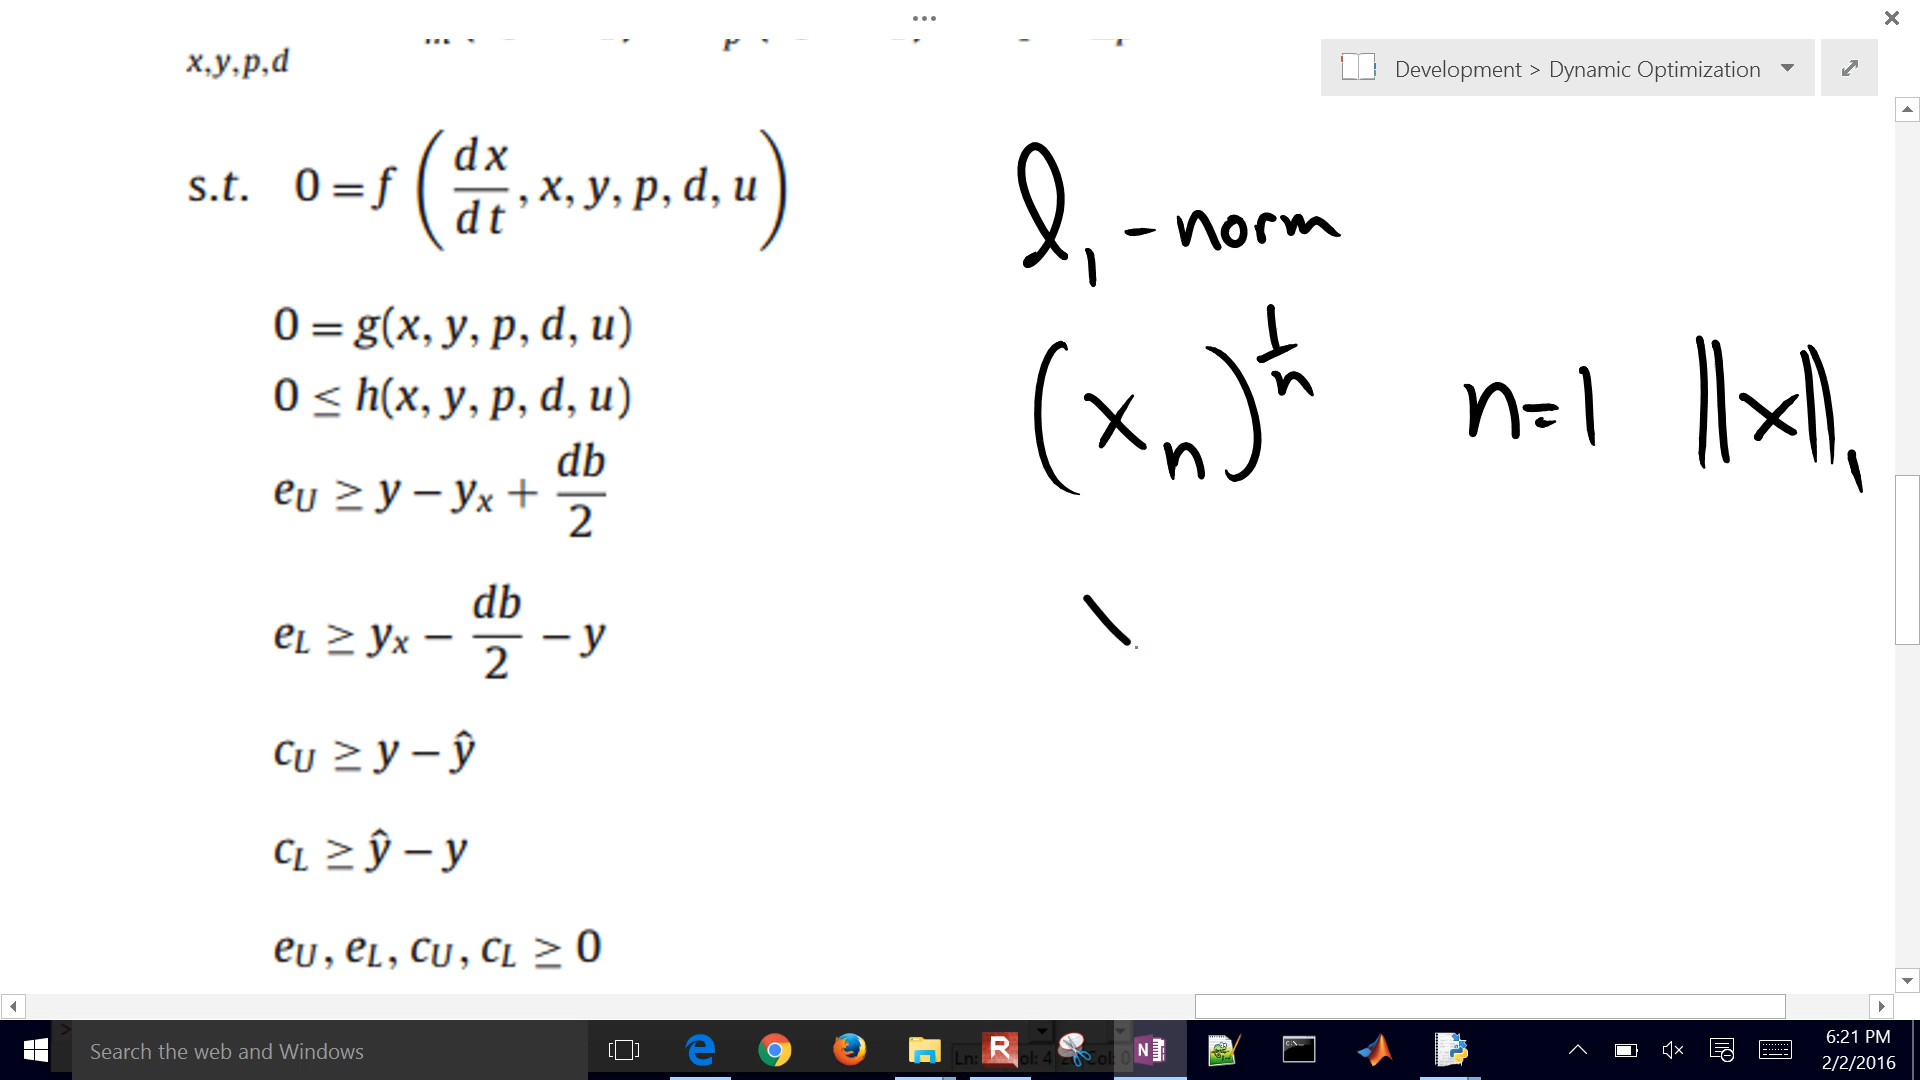 x,y,p,d
Development > Dynamic Optimization
s.t. 0 = f ( dx/dt , x, y, p, d, u )
0 = g(x, y, p, d, u)
0 ≤ h(x, y, p, d, u)
e_U ≥ y − y_x + db/2
e_L ≥ y_x − db/2 − y
c_U ≥ y − ŷ
c_L ≥ ŷ − y
e_U, e_L, c_U, c_L ≥ 0
l_1 - norm
(x_n)^(1/n) n=1 ||x||_1
Search the web and Windows
6:21 PM
2/2/2016